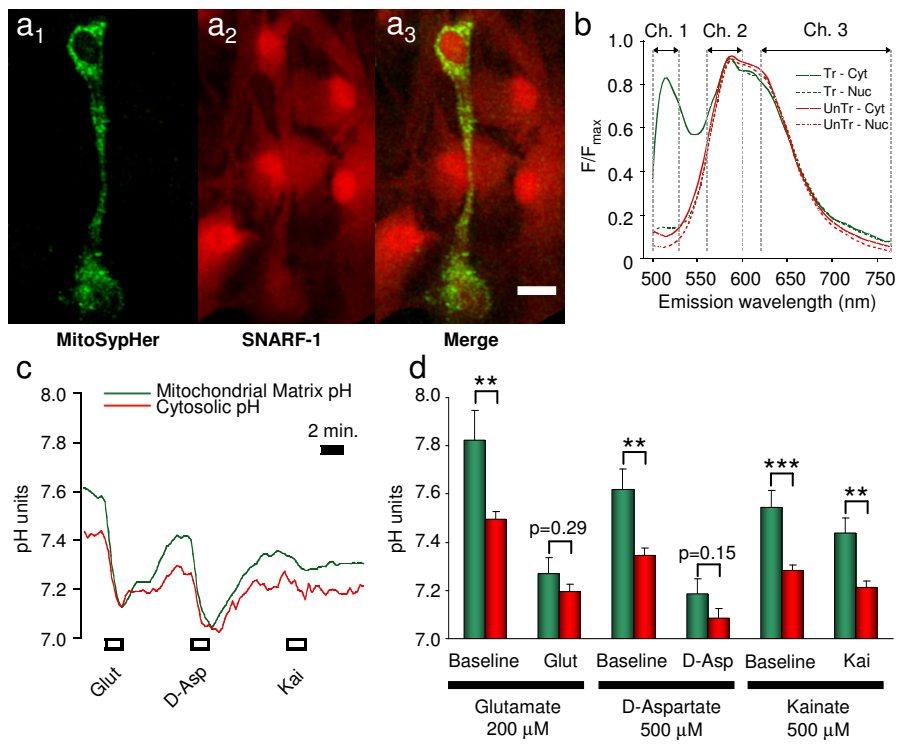 a1 a2 a3
MitoSypHer SNARF-1 Merge
b
Ch. 1 Ch. 2 Ch. 3
Tr - Cyt
Tr - Nuc
UnTr - Cyt
UnTr - Nuc
F/Fmax
1.0
0.8
0.6
0.4
0.2
0
500 550 600 650 700 750
Emission wavelength (nm)
c
Mitochondrial Matrix pH
Cytosolic pH
2 min.
pH units
8.0
7.8
7.6
7.4
7.2
7.0
Glut D-Asp Kai
d
pH units
8.0
7.8
7.6
7.4
7.2
7.0
** p=0.29 ** p=0.15 *** **
Baseline Glut Baseline D-Asp Baseline Kai
Glutamate D-Aspartate Kainate
200 µM 500 µM 500 µM